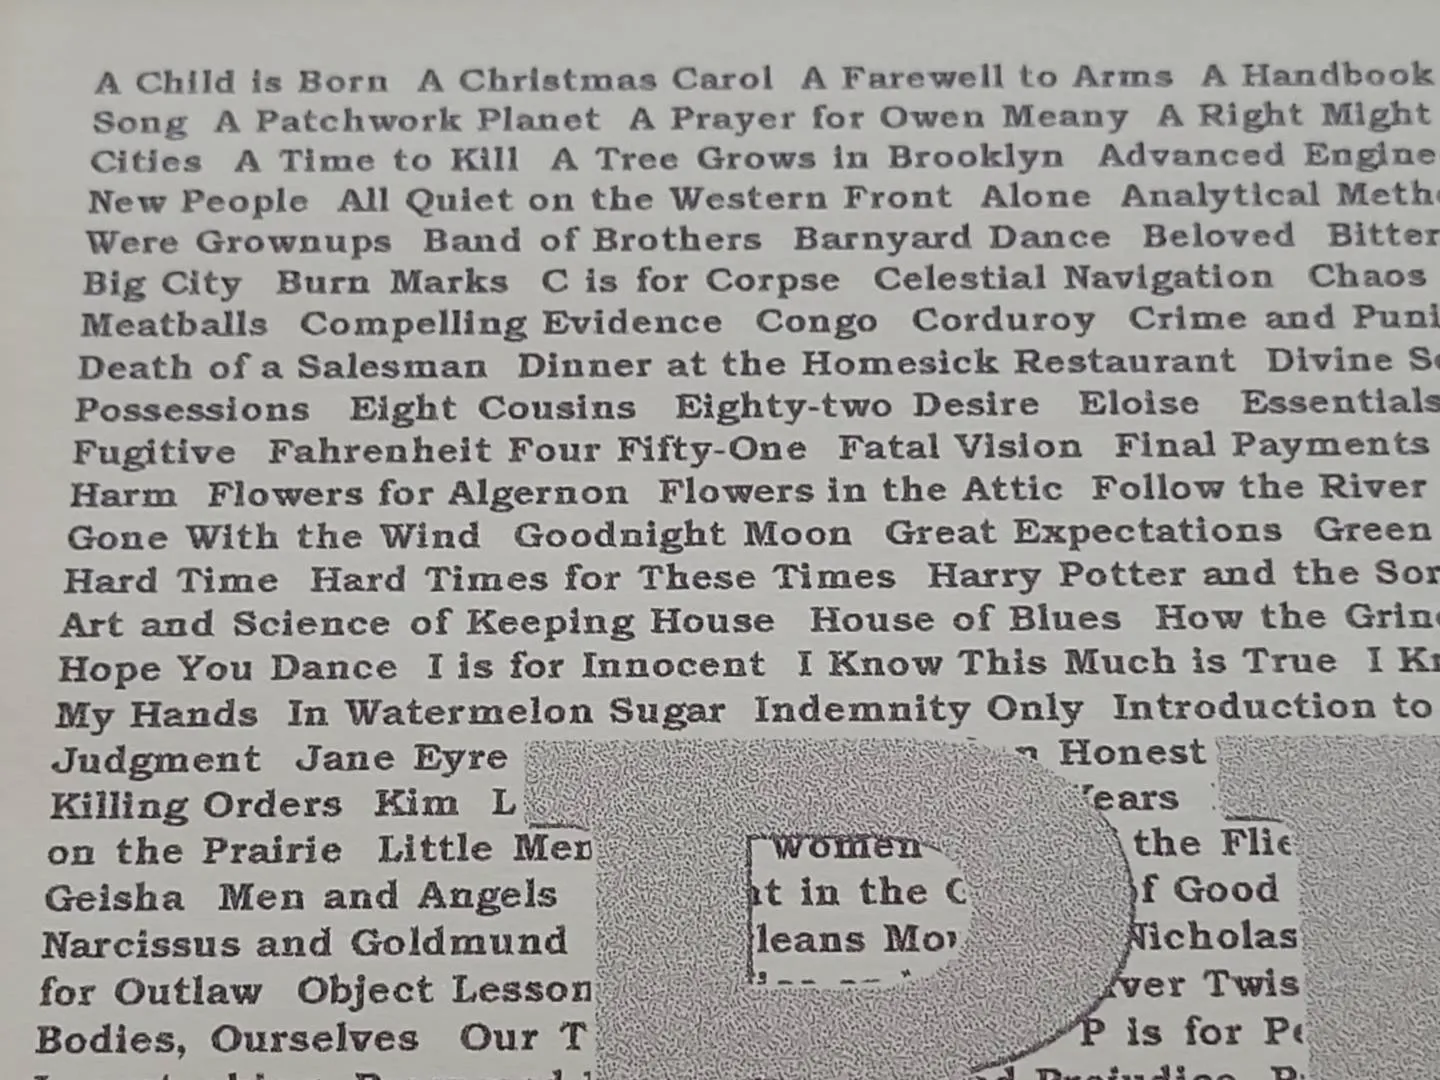 A Child is Born A Christmas Carol A Farewell to Arms A Handbook
Song A Patchwork Planet A Prayer for Owen Meany A Right Might
Cities A Time to Kill A Tree Grows in Brooklyn Advanced
New People All Quiet on the Western Front Alone Analytical
Were Grownups Band of Brothers Barnyard Dance Beloved Bitter
Big City Burn Marks C is for Corpse Celestial Navigation Chaos
Meatballs Compelling Evidence Congo Corduroy Crime and
Death of a Salesman Dinner at the Homesick Restaurant Divine
Possessions Eight Cousins Eighty-two Desire Eloise Essentials
Fugitive Fahrenheit Four Fifty-One Fatal Vision Final Payments
Harm Flowers for Algernon Flowers in the Attic Follow the River
Gone With the Wind Goodnight Moon Great Expectations Green
Hard Time Hard Times for These Times Harry Potter and the
Art and Science of Keeping House House of Blues How the
Hope You Dance I is for Innocent I Know This Much is True I
My Hands In Watermelon Sugar Indemnity Only Introduction to
Judgment Jane Eyre Honest
Killing Orders Kim
on the Prairie Little women the
Geisha Men and Angels in the Good
Narcissus and Goldmund Nicholas
for Outlaw Object
Bodies, Ourselves Our P is for